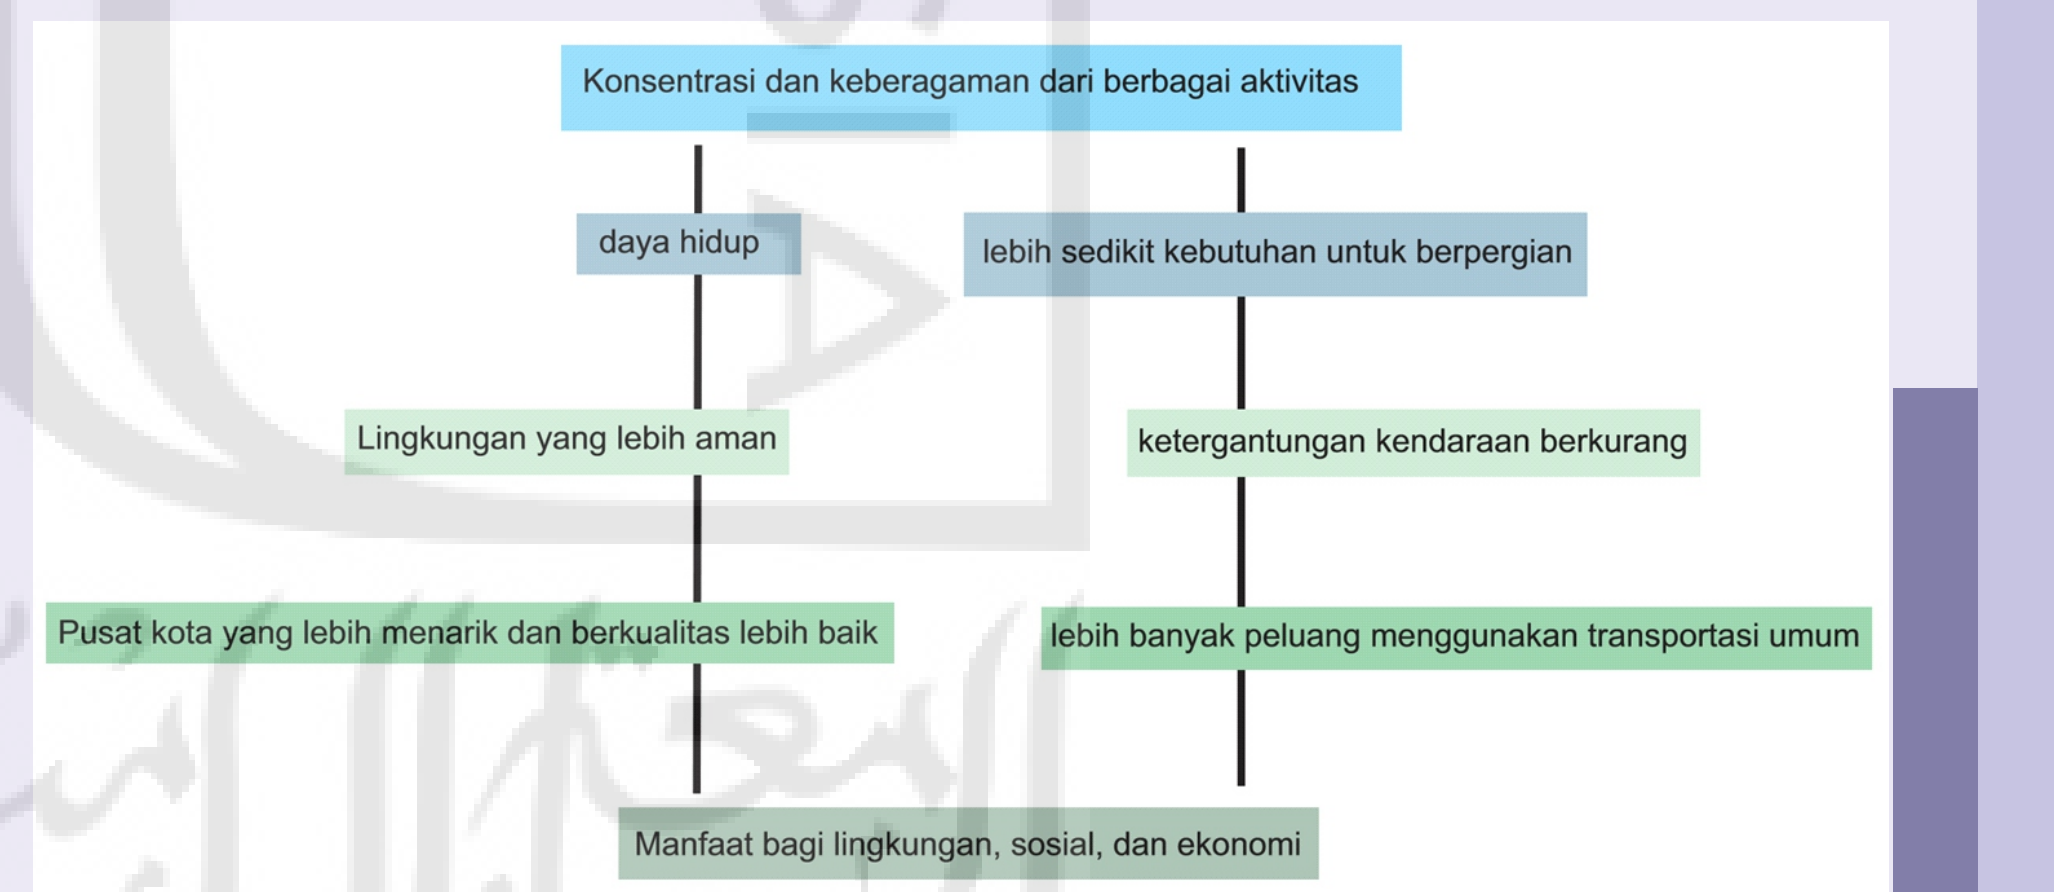 Konsentrasi dan keberagaman dari berbagai aktivitas
daya hidup
lebih sedikit kebutuhan untuk berpergian
Lingkungan yang lebih aman
ketergantungan kendaraan berkurang
Pusat kota yang lebih menarik dan berkualitas lebih baik
lebih banyak peluang menggunakan transportasi umum
Manfaat bagi lingkungan, sosial, dan ekonomi